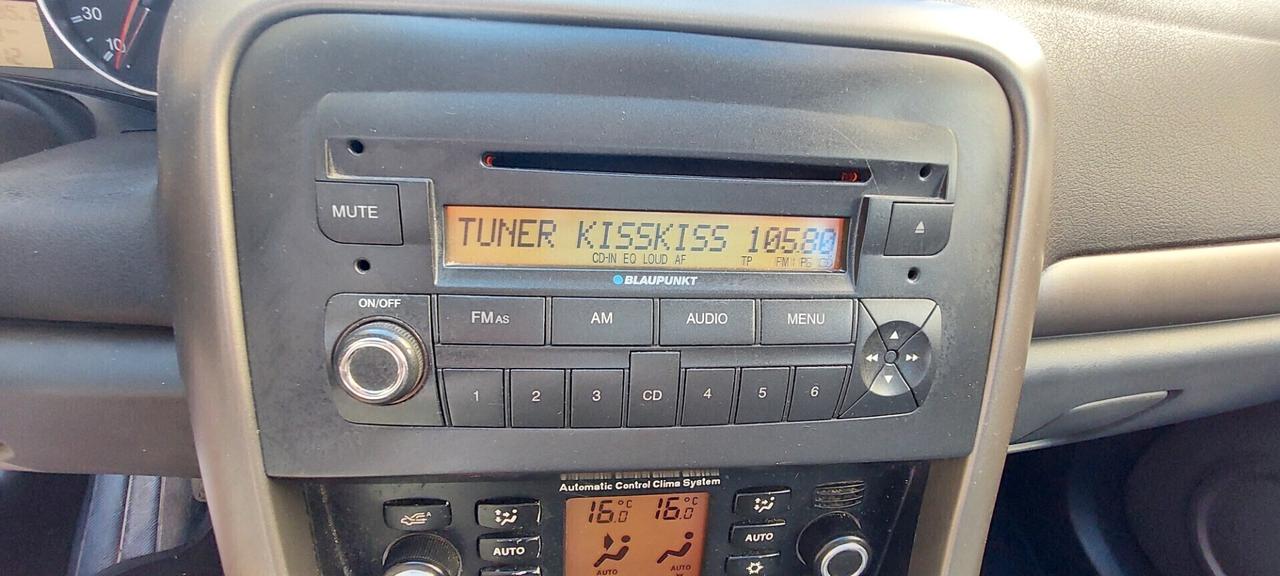 30
10
MUTE
TUNER KISSKISS 105.80
CD-IN EQ LOUD AF TP FM
BLAUPUNKT
ON/OFF
FM AS AM AUDIO MENU
1 2 3 CD 4 5 6
Automatic Control Clima System
16.0°C 16.0°C
AUTO AUTO
AUTO AUTO